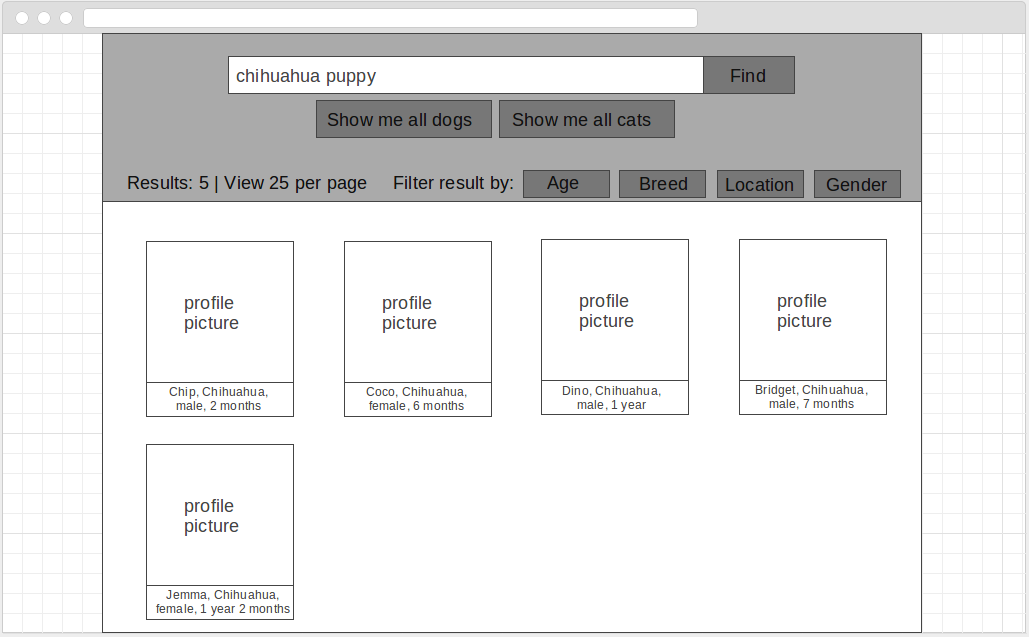 chihuahua puppy
Find
Show me all dogs
Show me all cats
Results: 5 | View 25 per page
Filter result by:
Age
Breed
Location
Gender
profile
picture
Chip, Chihuahua,
male, 2 months
profile
picture
Coco, Chihuahua,
female, 6 months
profile
picture
Dino, Chihuahua,
male, 1 year
profile
picture
Bridget, Chihuahua,
male, 7 months
profile
picture
Jemma, Chihuahua,
female, 1 year 2 months